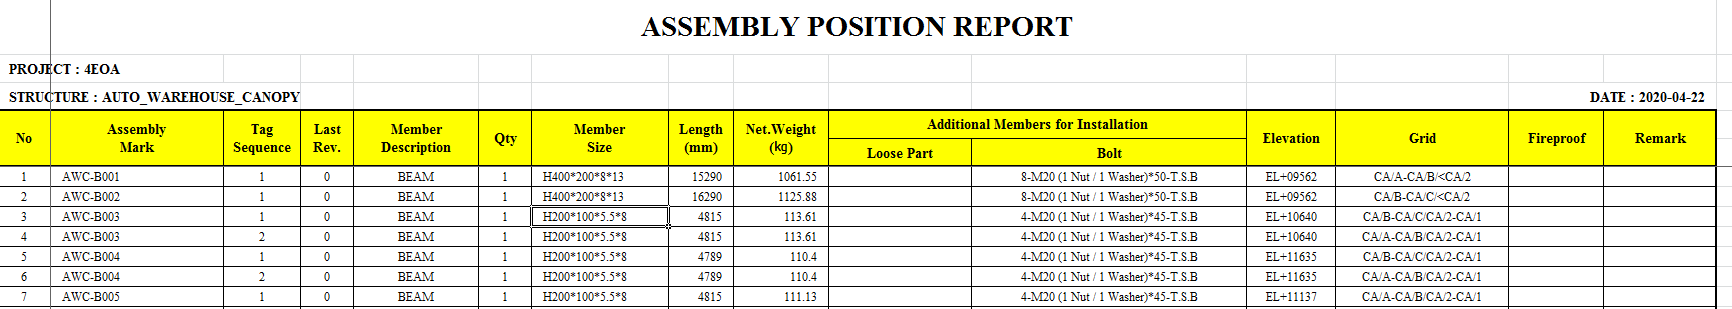 ASSEMBLY POSITION REPORT
PROJECT : 4EOA
STRUCTURE : AUTO_WAREHOUSE_CANOPY DATE : 2020-04-22
No Assembly Mark Tag Sequence Last Rev. Member Description Qty Member Size Length (mm) Net.Weight (kg) Additional Members for Installation Loose Part Bolt Elevation Grid Fireproof Remark
1 AWC-B001 1 0 BEAM 1 H400*200*8*13 15290 1061.55 8-M20 (1 Nut / 1 Washer)*50-T.S.B EL+09562 CA/A-CA/B/<CA/2
2 AWC-B002 1 0 BEAM 1 H400*200*8*13 16290 1125.88 8-M20 (1 Nut / 1 Washer)*50-T.S.B EL+09562 CA/B-CA/C/<CA/2
3 AWC-B003 1 0 BEAM 1 H200*100*5.5*8 4815 113.61 4-M20 (1 Nut / 1 Washer)*45-T.S.B EL+10640 CA/B-CA/C/CA/2-CA/1
4 AWC-B003 2 0 BEAM 1 H200*100*5.5*8 4815 113.61 4-M20 (1 Nut / 1 Washer)*45-T.S.B EL+10640 CA/A-CA/B/CA/2-CA/1
5 AWC-B004 1 0 BEAM 1 H200*100*5.5*8 4789 110.4 4-M20 (1 Nut / 1 Washer)*45-T.S.B EL+11635 CA/B-CA/C/CA/2-CA/1
6 AWC-B004 2 0 BEAM 1 H200*100*5.5*8 4789 110.4 4-M20 (1 Nut / 1 Washer)*45-T.S.B EL+11635 CA/A-CA/B/CA/2-CA/1
7 AWC-B005 1 0 BEAM 1 H200*100*5.5*8 4815 111.13 4-M20 (1 Nut / 1 Washer)*45-T.S.B EL+11137 CA/A-CA/B/CA/2-CA/1